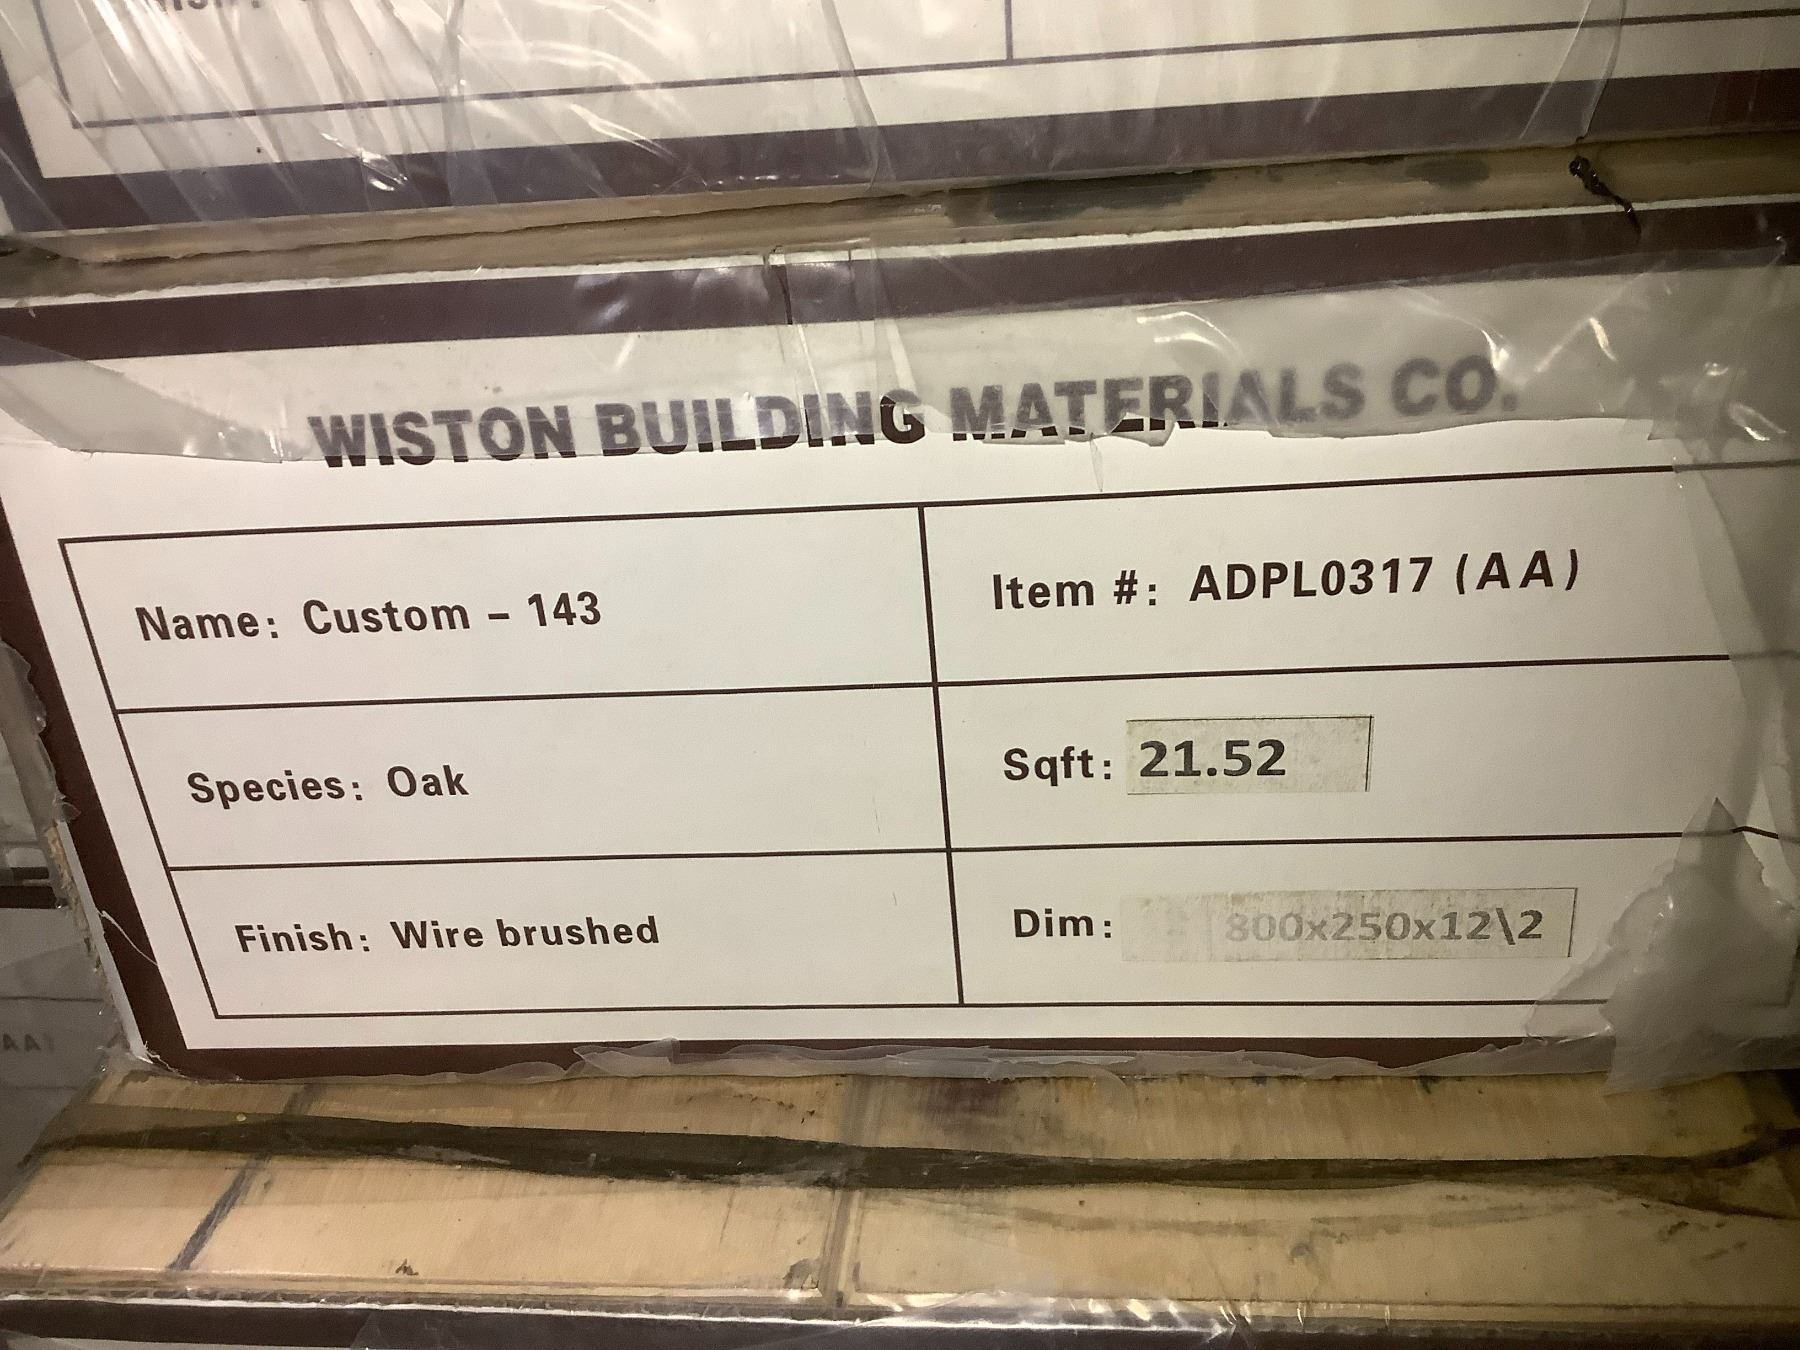 WISTON BUILDING MATERIALS CO.
Name: Custom - 143
Item #: ADPL0317 (AA)
Species: Oak
Sqft: 21.52
Finish: Wire brushed
Dim: 800x250x12\2
AA)